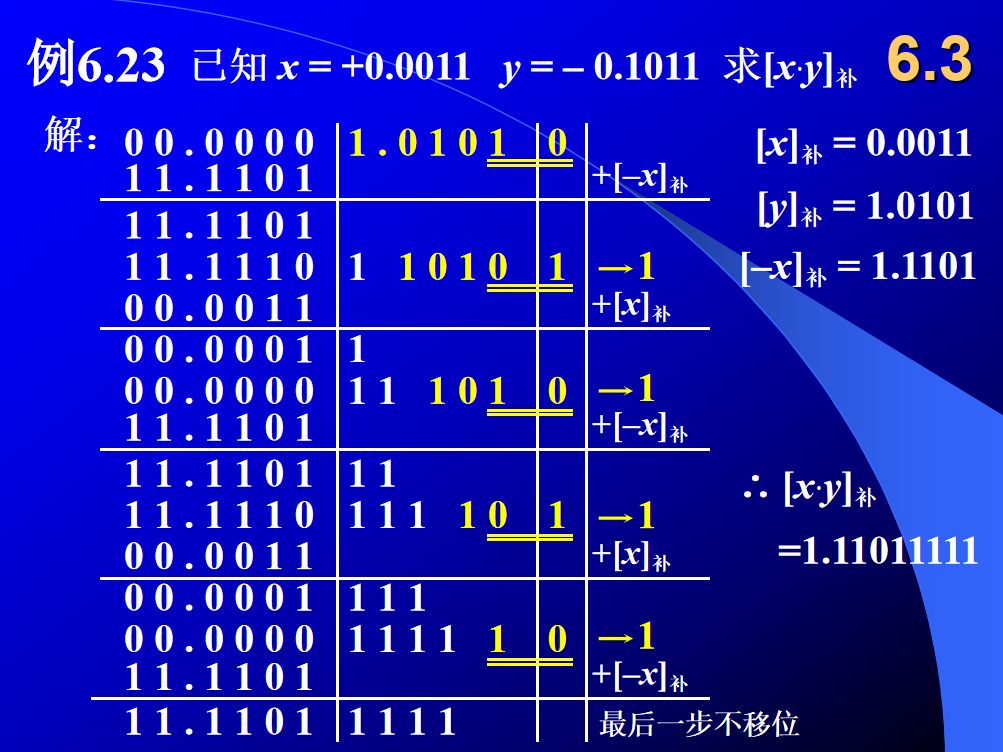 例6.23 已知 x = +0.0011 y = – 0.1011 求[x·y]补 6.3
解： 00.0000 1.0101 0 [x]补 = 0.0011
11.1101 +[–x]补
[y]补 = 1.0101
11.1101
11.1110 1 1010 1 →1 [–x]补 = 1.1101
00.0011 +[x]补
00.0001 1
00.0000 11 101 0 →1
11.1101 +[–x]补
11.1101 11
∴ [x·y]补
11.1110 111 10 1 →1
00.0011 +[x]补
=1.11011111
00.0001 111
00.0000 1111 1 0 →1
11.1101 +[–x]补
11.1101 1111 最后一步不移位